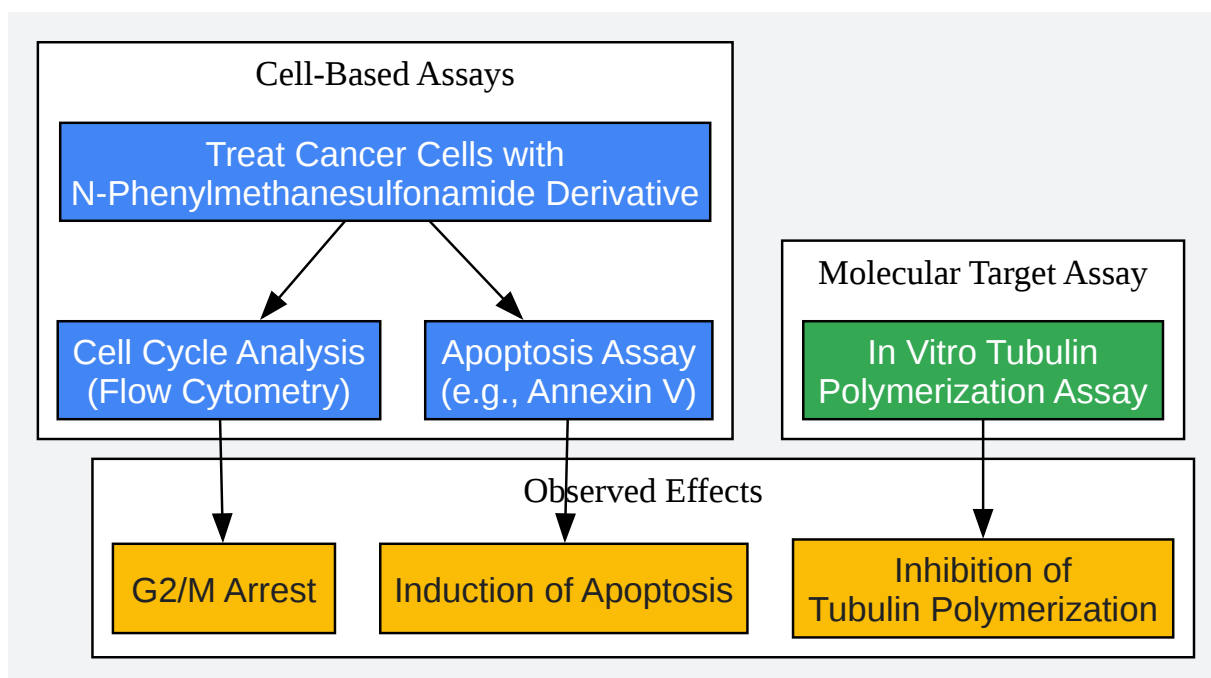 Cell-Based Assays
Treat Cancer Cells with
N-Phenylmethanesulfonamide Derivative
Cell Cycle Analysis
(Flow Cytometry)
Apoptosis Assay
(e.g., Annexin V)
Molecular Target Assay
In Vitro Tubulin
Polymerization Assay
Observed Effects
G2/M Arrest
Induction of Apoptosis
Inhibition of
Tubulin Polymerization